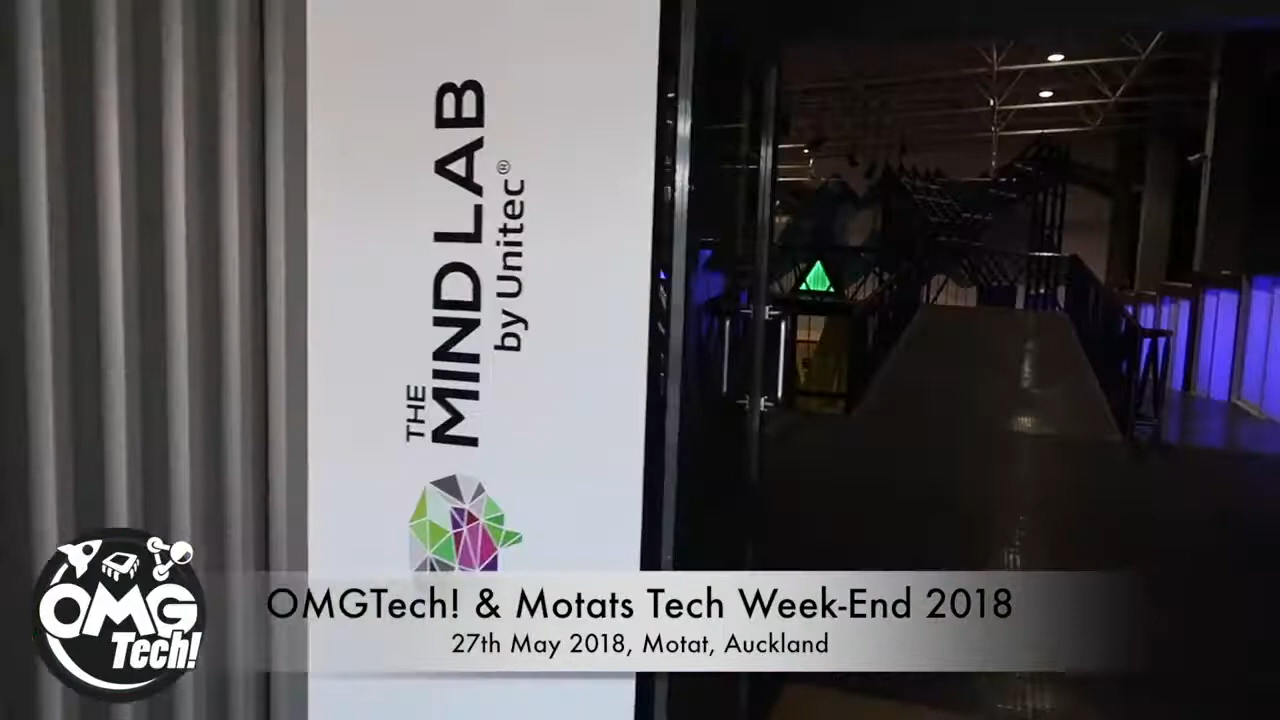 THE
MIND LAB
by Unitec®
OMG
Tech!
OMGTech! & Motats Tech Week-End 2018
27th May 2018, Motat, Auckland